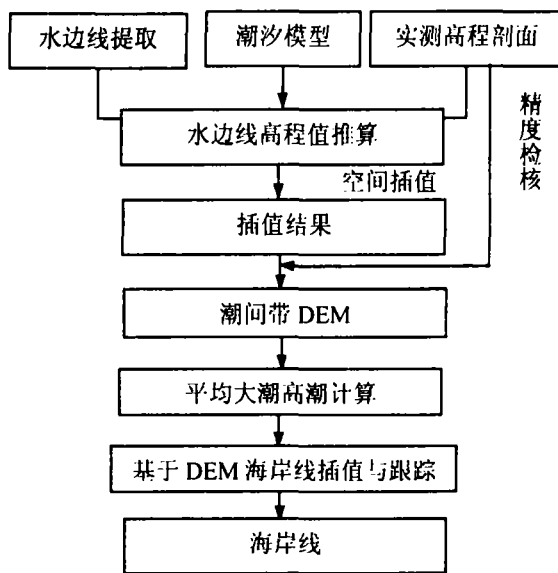 水边线提取
潮汐模型
实测高程剖面
水边线高程值推算
精度检核
空间插值
插值结果
潮间带 DEM
平均大潮高潮计算
基于 DEM 海岸线插值与跟踪
海岸线